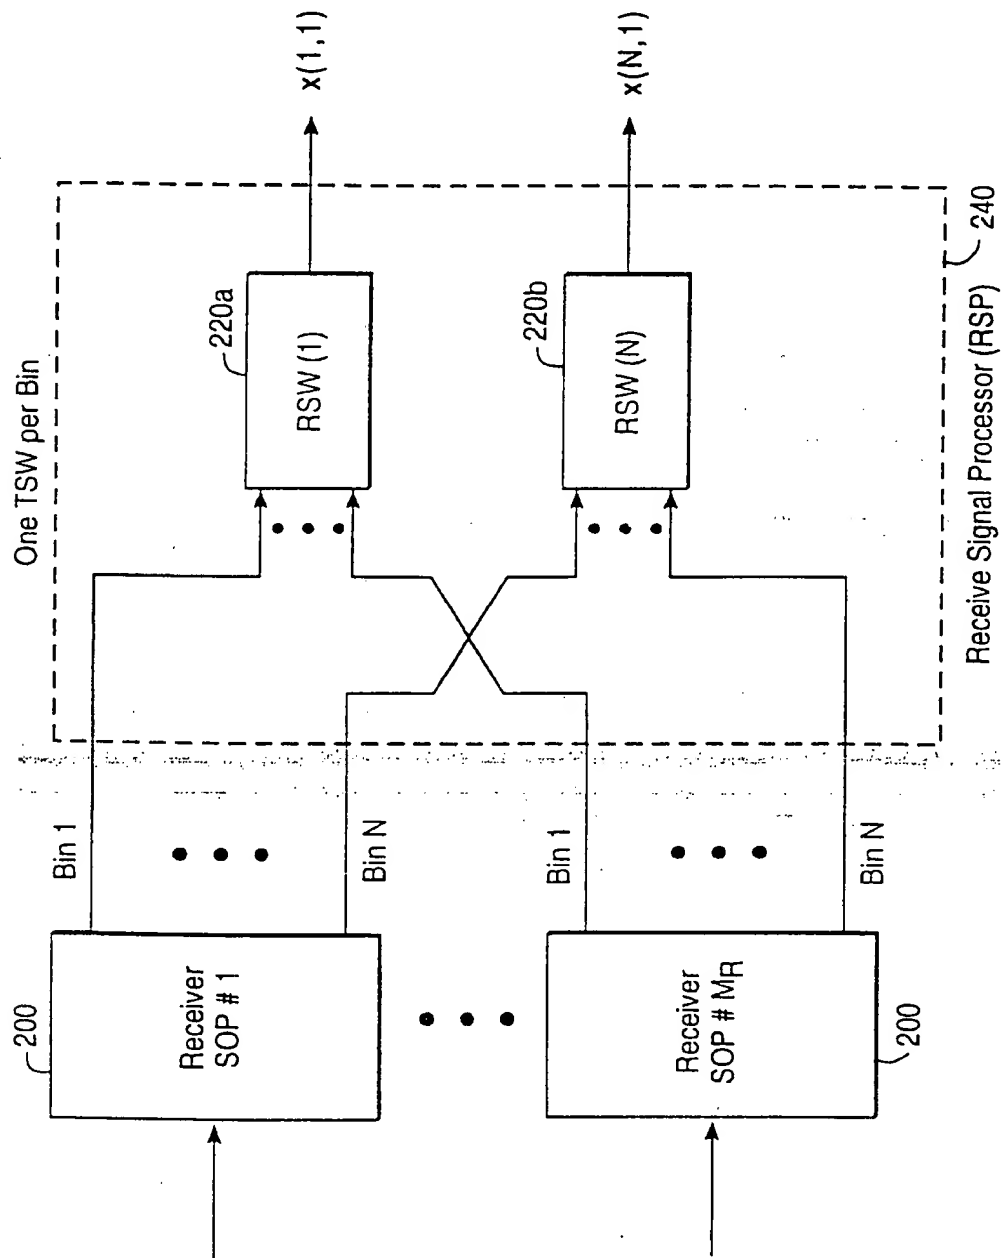 One TSW per Bin
200
Receiver
SOP # 1
Bin 1
Bin N
220a
RSW (1)
x(1,1)
Receiver
SOP # MR
200
Bin 1
Bin N
220b
RSW (N)
x(N,1)
240
Receive Signal Processor (RSP)